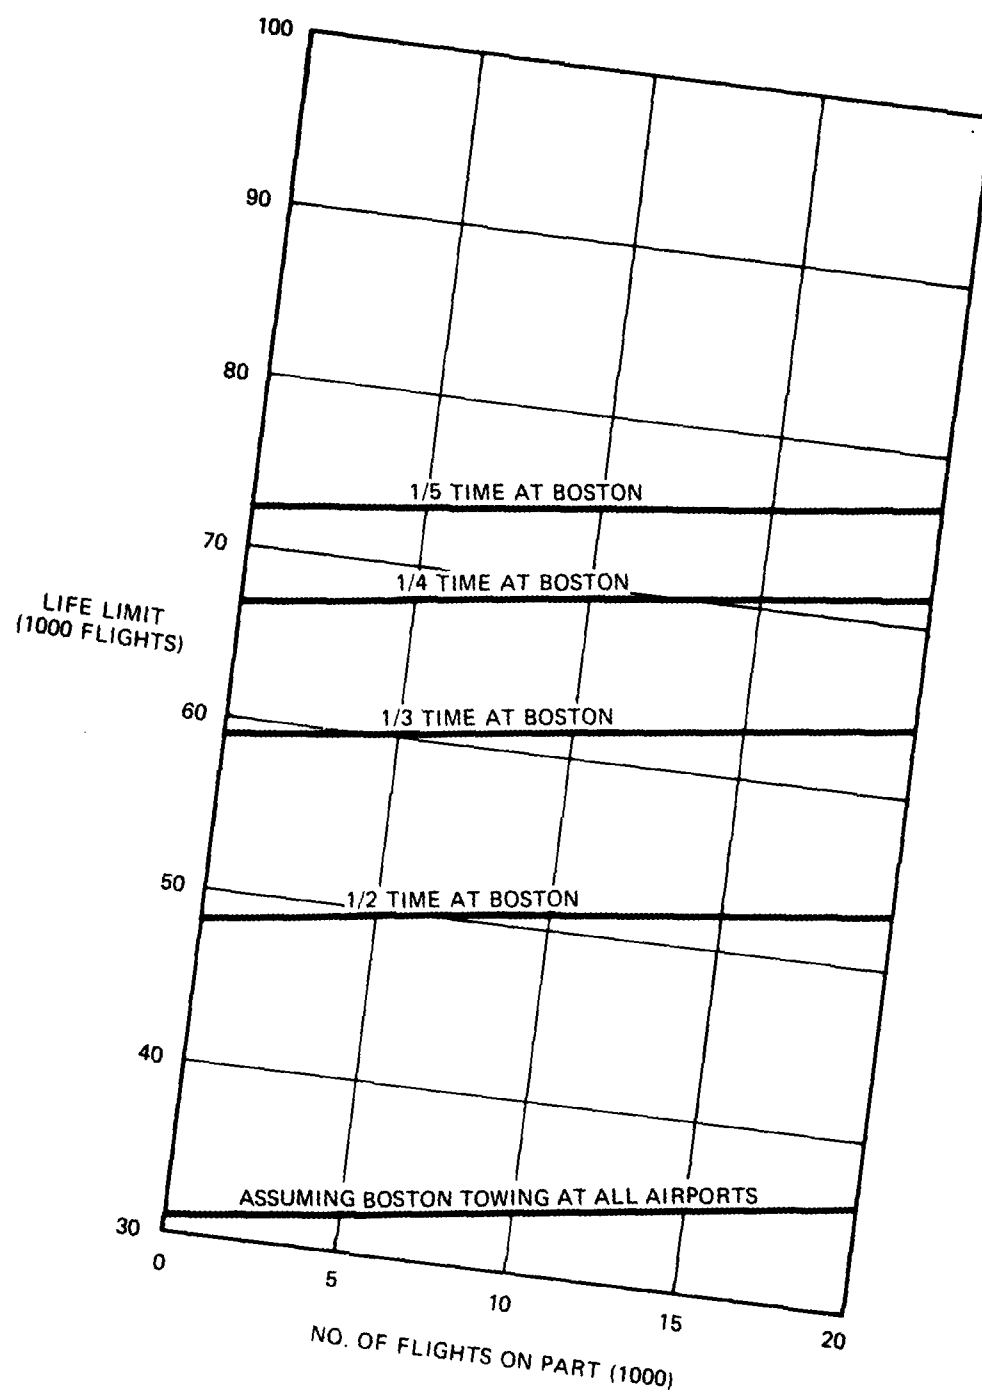 100
90
80
1/5 TIME AT BOSTON
70
1/4 TIME AT BOSTON
LIFE LIMIT
(1000 FLIGHTS)
60
1/3 TIME AT BOSTON
50
1/2 TIME AT BOSTON
40
ASSUMING BOSTON TOWING AT ALL AIRPORTS
30
0
5
10
15
20
NO. OF FLIGHTS ON PART (1000)